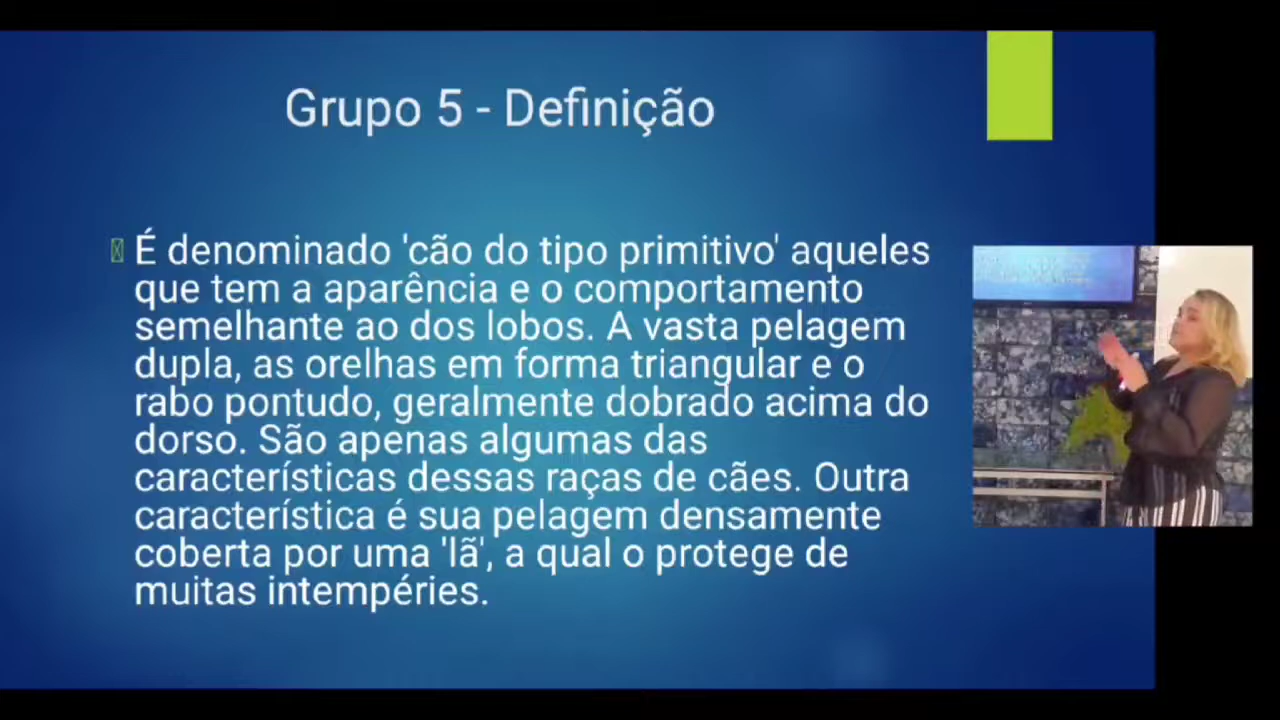 Grupo 5 - Definição
É denominado 'cão do tipo primitivo' aqueles
que tem a aparência e o comportamento
semelhante ao dos lobos. A vasta pelagem
dupla, as orelhas em forma triangular e o
rabo pontudo, geralmente dobrado acima do
dorso. São apenas algumas das
características dessas raças de cães. Outra
característica é sua pelagem densamente
coberta por uma 'lã', a qual o protege de
muitas intempéries.